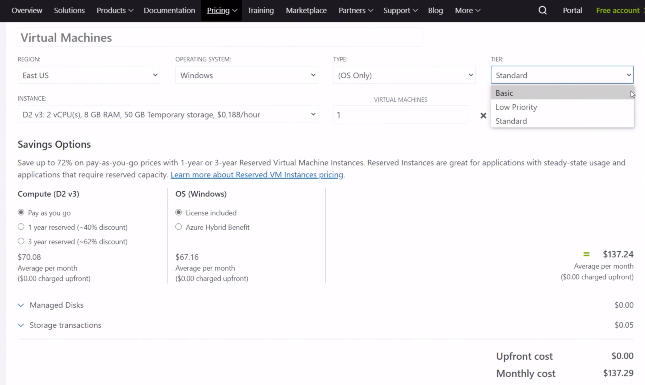 Overview Solutions Products Documentation Pricing Training Marketplace Partners Support Blog More Portal Free account
Virtual Machines
REGION: OPERATING SYSTEM: TYPE: TIER:
East US Windows (OS Only) Standard
Basic
Low Priority
Standard
INSTANCE: VIRTUAL MACHINES
D2 v3: 2 vCPU(s), 8 GB RAM, 50 GB Temporary storage, $0.188/hour 1 ×
Savings Options
Save up to 72% on pay-as-you-go prices with 1-year or 3-year Reserved Virtual Machine Instances. Reserved Instances are great for applications with steady-state usage and
applications that require reserved capacity. Learn more about Reserved VM Instances pricing.
Compute (D2 v3) OS (Windows)
Pay as you go License included
1 year reserved (~40% discount) Azure Hybrid Benefit
3 year reserved (~62% discount)
$70.08 $67.16 = $137.24
Average per month Average per month Average per month
($0.00 charged upfront) ($0.00 charged upfront) ($0.00 charged upfront)
Managed Disks $0.00
Storage transactions $0.05
Upfront cost $0.00
Monthly cost $137.29